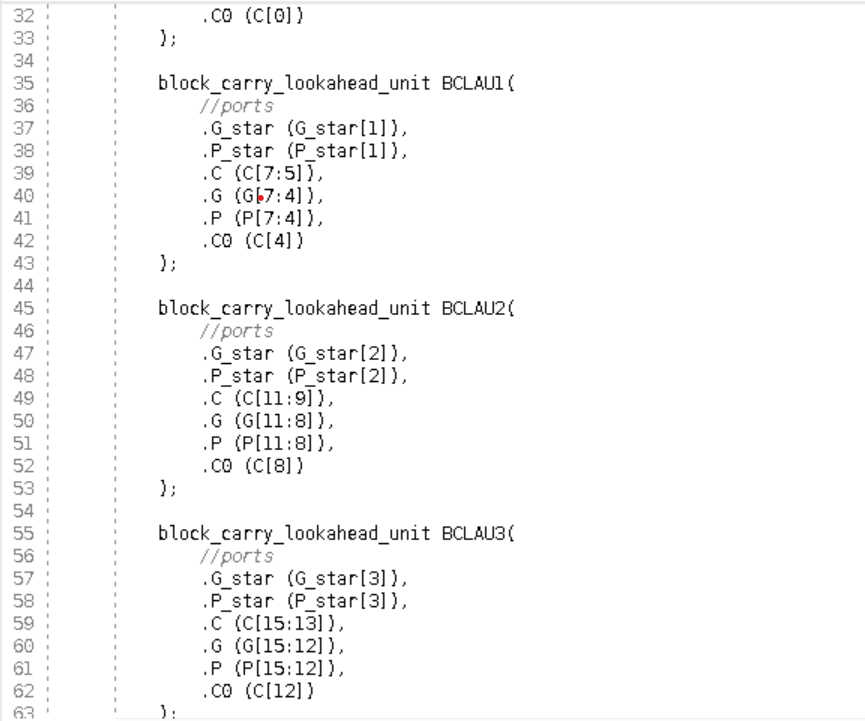 32 .C0 (C[0])
33 );
34
35 block_carry_lookahead_unit BCLAU1(
36 //ports
37 .G_star (G_star[1]),
38 .P_star (P_star[1]),
39 .C (C[7:5]),
40 .G (G[7:4]),
41 .P (P[7:4]),
42 .C0 (C[4])
43 );
44
45 block_carry_lookahead_unit BCLAU2(
46 //ports
47 .G_star (G_star[2]),
48 .P_star (P_star[2]),
49 .C (C[11:9]),
50 .G (G[11:8]),
51 .P (P[11:8]),
52 .C0 (C[8])
53 );
54
55 block_carry_lookahead_unit BCLAU3(
56 //ports
57 .G_star (G_star[3]),
58 .P_star (P_star[3]),
59 .C (C[15:13]),
60 .G (G[15:12]),
61 .P (P[15:12]),
62 .C0 (C[12])
63 );